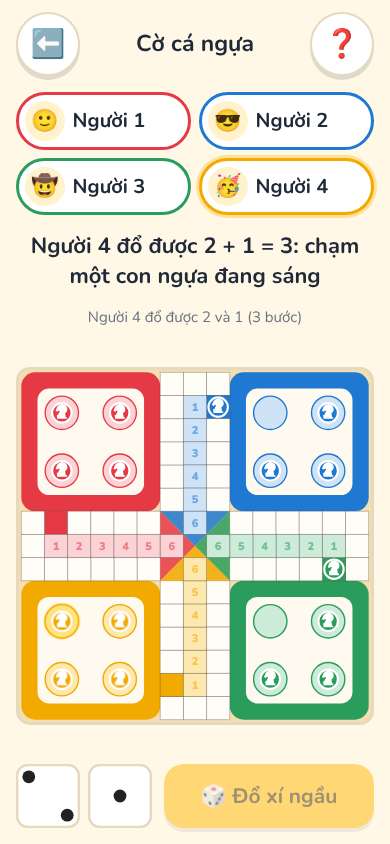 Cờ cá ngựa
Người 1
Người 2
Người 3
Người 4
Người 4 đổ được 2 + 1 = 3: chạm
một con ngựa đang sáng
Người 4 đổ được 2 và 1 (3 bước)
1
2
3
4
5
6
1 2 3 4 5 6 6 5 4 3 2 1
6
5
4
3
2
1
Đổ xí ngầu